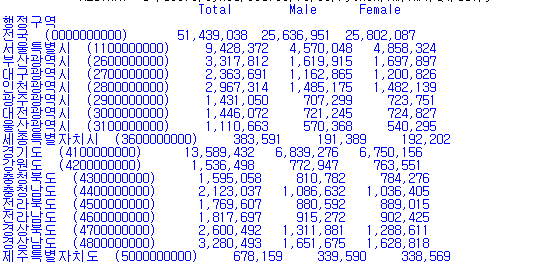 Total Male Female
행정구역
전국 (0000000000) 51,439,038 25,636,951 25,802,087
서울특별시 (1100000000) 9,428,372 4,570,048 4,858,324
부산광역시 (2600000000) 3,317,812 1,619,915 1,697,897
대구광역시 (2700000000) 2,363,691 1,162,865 1,200,826
인천광역시 (2800000000) 2,967,314 1,485,175 1,482,139
광주광역시 (2900000000) 1,431,050 707,299 723,751
대전광역시 (3000000000) 1,446,072 721,245 724,827
울산광역시 (3100000000) 1,110,663 570,368 540,295
세종특별자치시 (3600000000) 383,591 191,389 192,202
경기도 (4100000000) 13,589,432 6,839,276 6,750,156
강원도 (4200000000) 1,536,498 772,947 763,551
충청북도 (4300000000) 1,595,058 810,782 784,276
충청남도 (4400000000) 2,123,037 1,086,632 1,036,405
전라북도 (4500000000) 1,769,607 880,592 889,015
전라남도 (4600000000) 1,817,697 915,272 902,425
경상북도 (4700000000) 2,600,492 1,311,881 1,288,611
경상남도 (4800000000) 3,280,493 1,651,675 1,628,818
제주특별자치도 (5000000000) 678,159 339,590 338,569